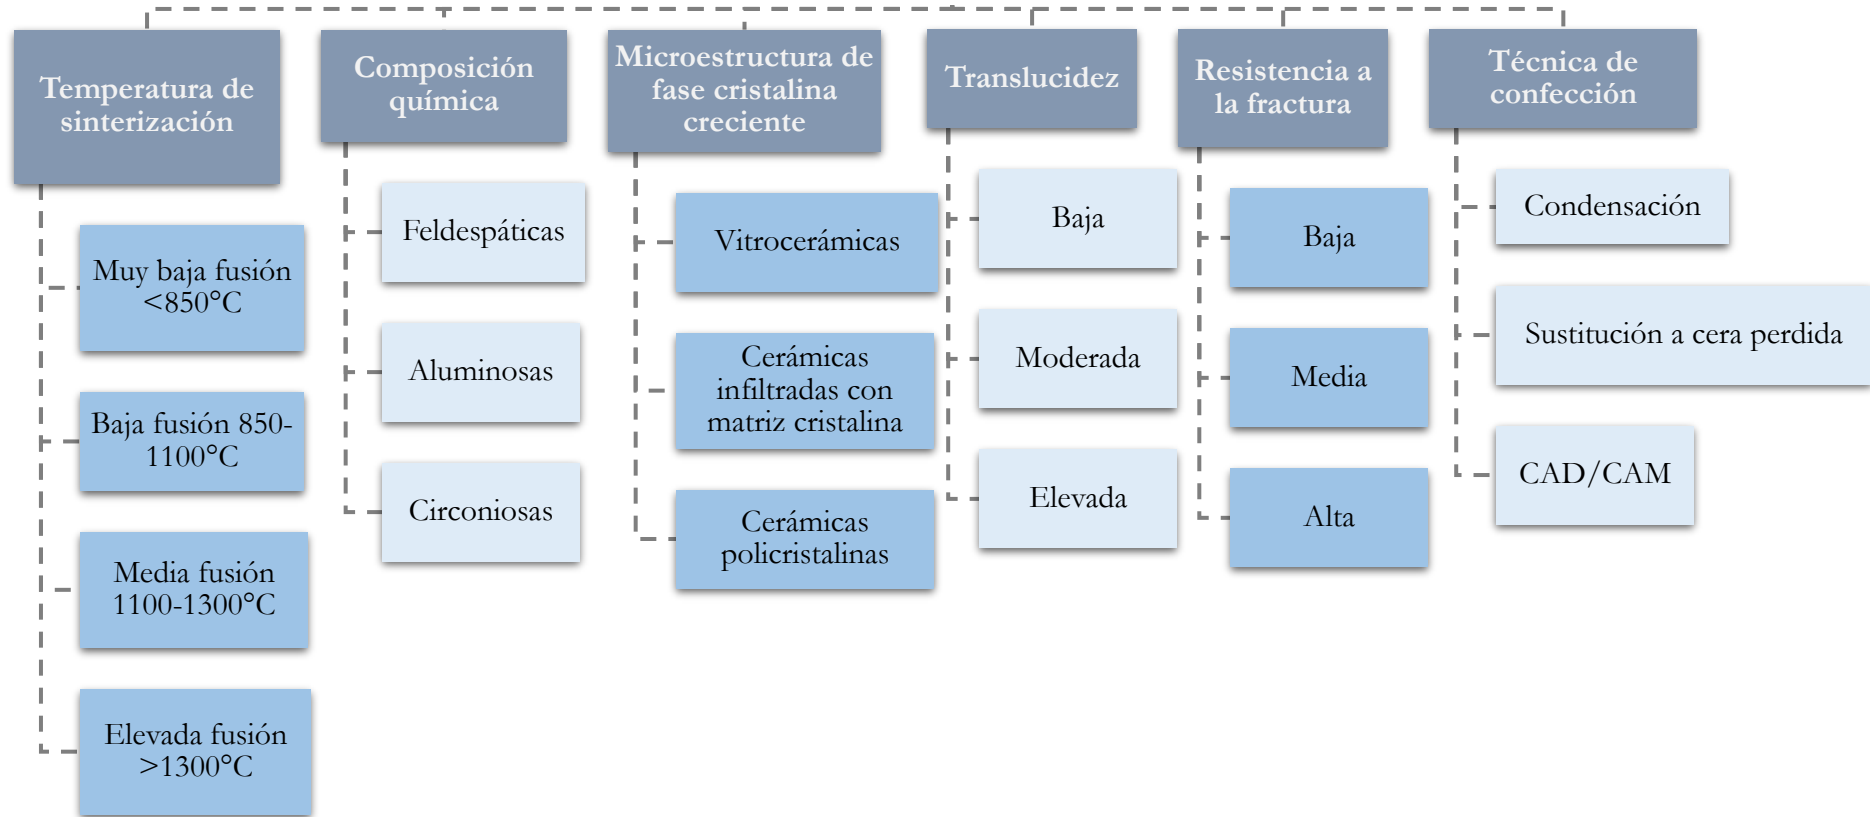 Temperatura de
sinterización
Muy baja fusión
<850°C
Baja fusión 850-
1100°C
Media fusión
1100-1300°C
Elevada fusión
>1300°C
Composición
química
Feldespáticas
Aluminosas
Circoniosas
Microestructura de
fase cristalina
creciente
Vitrocerámicas
Cerámicas
infiltradas con
matriz cristalina
Cerámicas
policristalinas
Translucidez
Baja
Moderada
Elevada
Resistencia a
la fractura
Baja
Media
Alta
Técnica de
confección
Condensación
Sustitución a cera perdida
CAD/CAM